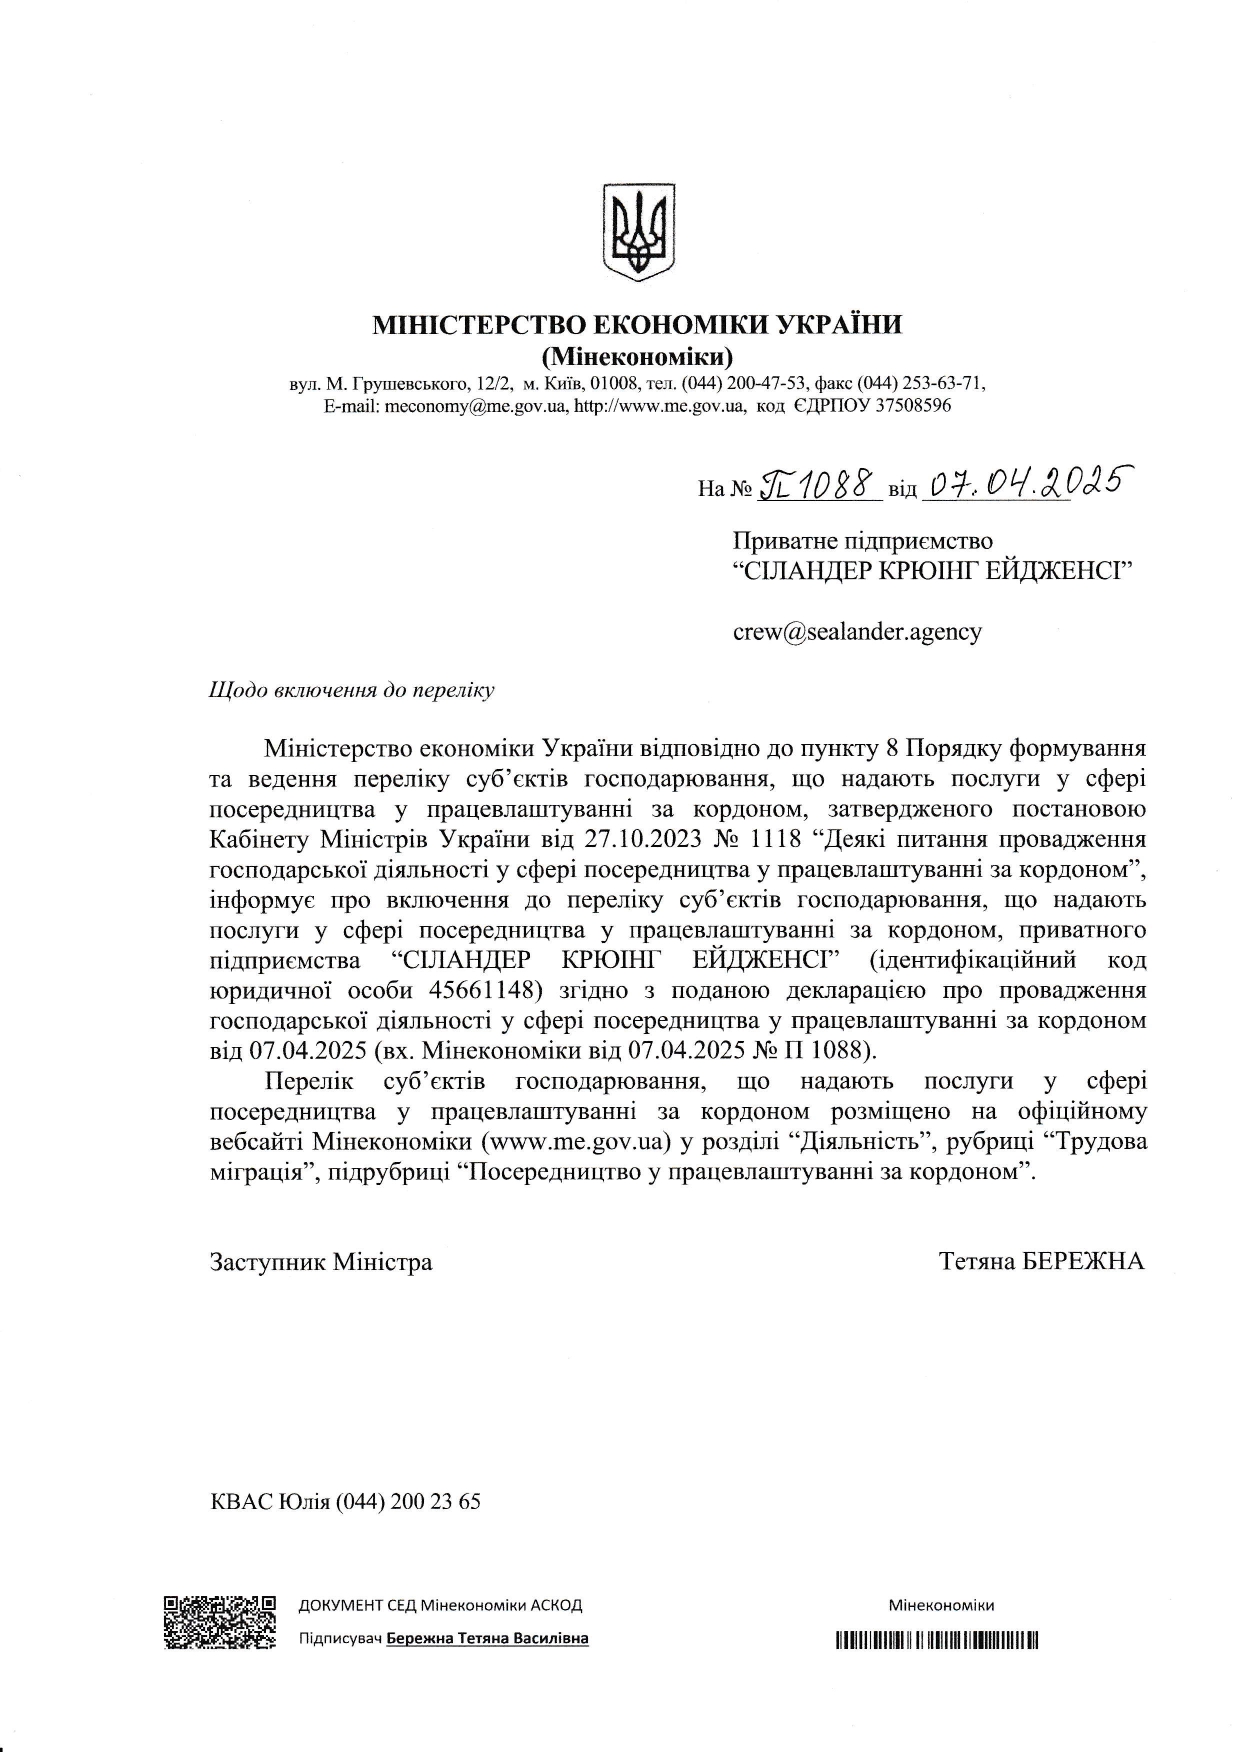 МІНІСТЕРСТВО ЕКОНОМІКИ УКРАЇНИ
(Мінекономіки)
вул. М. Грушевського, 12/2, м. Київ, 01008, тел. (044) 200-47-53, факс (044) 253-63-71,
E-mail: meconomy@me.gov.ua, http://www.me.gov.ua, код ЄДРПОУ 37508596
На № П 1088 від 07.04.2025
Приватне підприємство
“СІЛАНДЕР КРЮІНГ ЕЙДЖЕНСІ”
crew@sealander.agency
Щодо включення до переліку
Міністерство економіки України відповідно до пункту 8 Порядку формування
та ведення переліку суб’єктів господарювання, що надають послуги у сфері
посередництва у працевлаштуванні за кордоном, затвердженого постановою
Кабінету Міністрів України від 27.10.2023 № 1118 “Деякі питання провадження
господарської діяльності у сфері посередництва у працевлаштуванні за кордоном”,
інформує про включення до переліку суб’єктів господарювання, що надають
послуги у сфері посередництва у працевлаштуванні за кордоном, приватного
підприємства “СІЛАНДЕР КРЮІНГ ЕЙДЖЕНСІ” (ідентифікаційний код
юридичної особи 45661148) згідно з поданою декларацією про провадження
господарської діяльності у сфері посередництва у працевлаштуванні за кордоном
від 07.04.2025 (вх. Мінекономіки від 07.04.2025 № П 1088).
Перелік суб’єктів господарювання, що надають послуги у сфері
посередництва у працевлаштуванні за кордоном розміщено на офіційному
вебсайті Мінекономіки (www.me.gov.ua) у розділі “Діяльність”, рубриці “Трудова
міграція”, підрубриці “Посередництво у працевлаштуванні за кордоном”.
Заступник Міністра Тетяна БЕРЕЖНА
КВАС Юлія (044) 200 23 65
ДОКУМЕНТ СЕД Мінекономіки АСКОД
Підписувач Бережна Тетяна Василівна
Мінекономіки